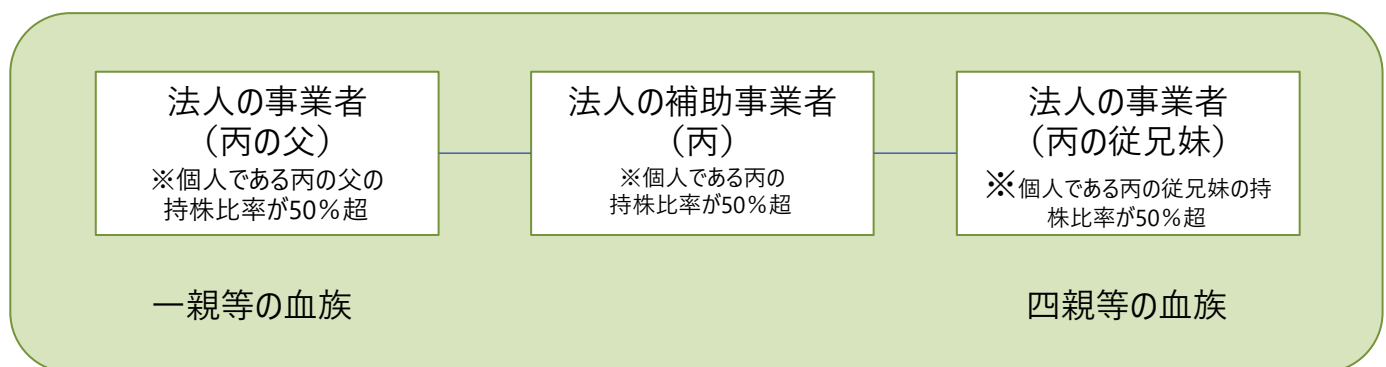 法人の事業者
（丙の父）
※個人である丙の父の
持株比率が50％超
法人の補助事業者
（丙）
※個人である丙の
持株比率が50％超
法人の事業者
（丙の従兄妹）
※個人である丙の従兄妹の持
株比率が50％超
一親等の血族
四親等の血族